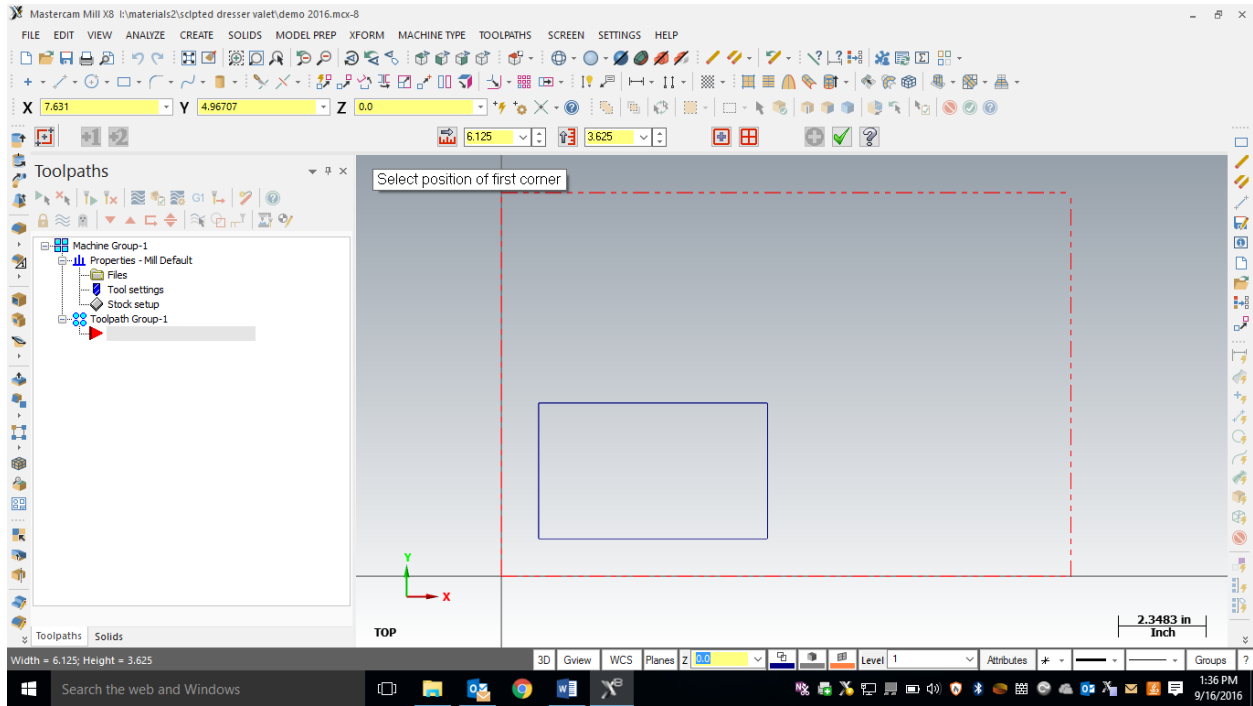 Mastercam Mill X8 I:\materials2\sclpted dresser valet\demo 2016.mcx-8
FILE EDIT VIEW ANALYZE CREATE SOLIDS MODEL PREP XFORM MACHINE TYPE TOOLPATHS SCREEN SETTINGS HELP
X 7.631 Y 4.96707 Z 0.0
+1 +2 6.125 3.625
Toolpaths
Select position of first corner
G1
Machine Group-1
Properties - Mill Default
Files
Tool settings
Stock setup
Toolpath Group-1
Y
X
TOP
2.3483 in
Inch
Toolpaths Solids
Width = 6.125; Height = 3.625 3D Gview WCS Planes Z 0.0 Level 1 Attributes Groups ?
Search the web and Windows
1:36 PM
9/16/2016